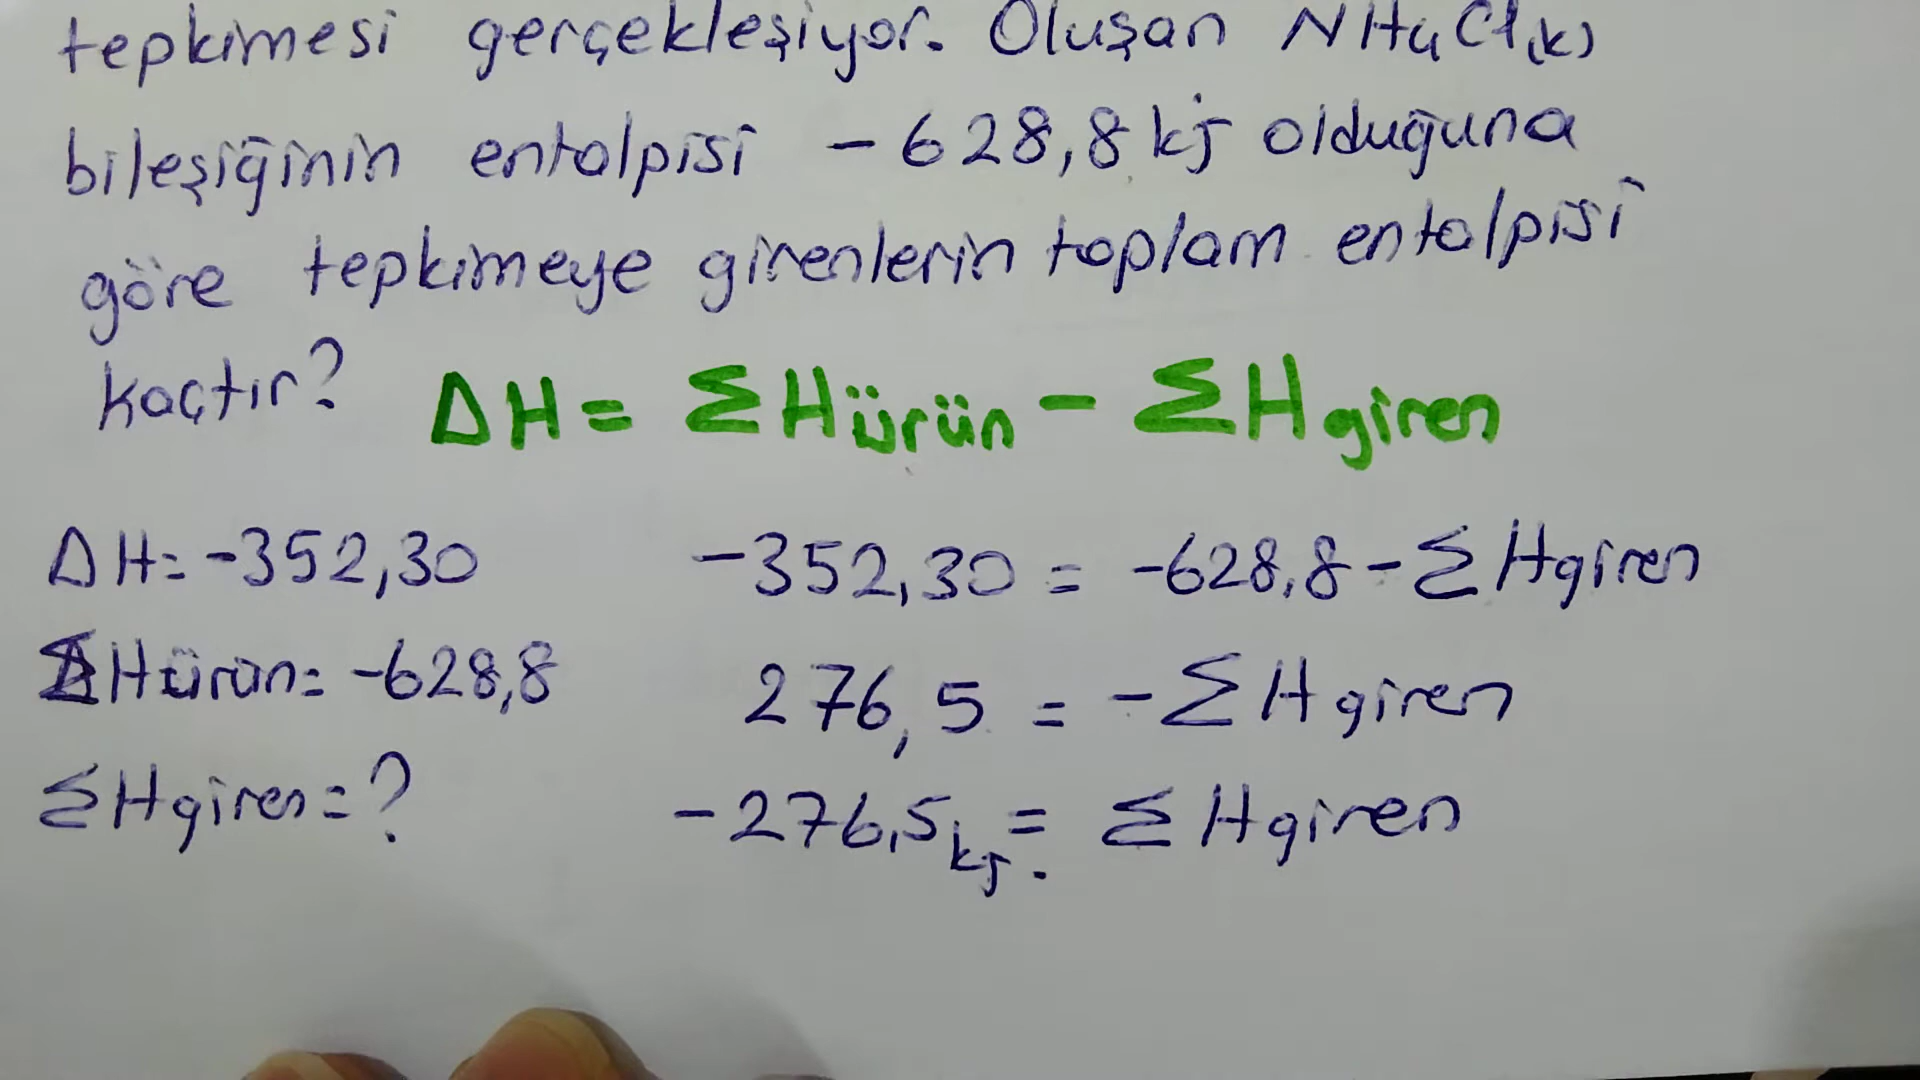 tepkimesi gerçekleşiyor. Oluşan NH4Cl(k)
bileşiğinin entalpisi -628,8 kj olduğuna
göre tepkimeye girenlerin toplam entalpisi
kaçtır? ΔH= ΣHürün - ΣHgiren
ΔH= -352,30
ΣHürün= -628,8
ΣHgiren=?
-352,30 = -628,8 - ΣHgiren
276,5 = -ΣHgiren
-276,5 kj. = ΣHgiren